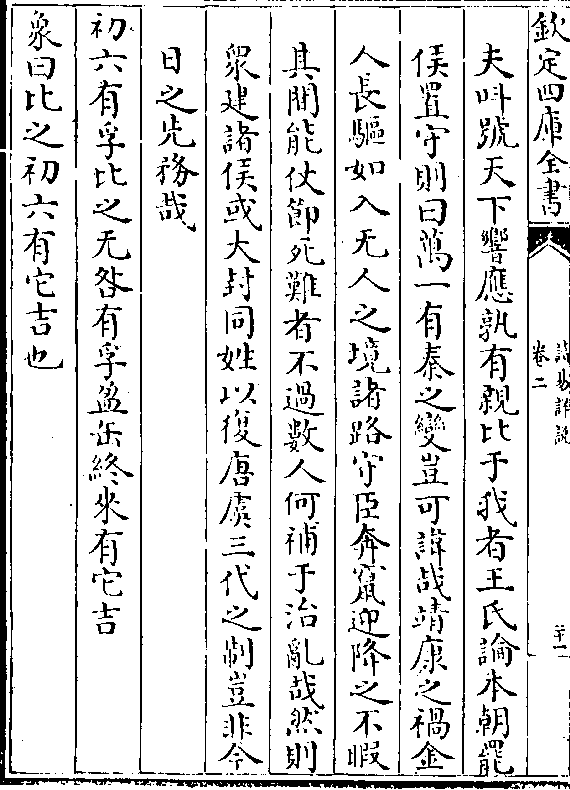 欽定四庫全書
讀易詳說
卷二
二十一
夫呌號天下響應孰有親比于我者王氏論本朝罷
侯置守則曰萬一有秦之變豈可諱哉靖康之禍金
人長驅如入无人之境諸路守臣奔竄迎降之不暇
其間能仗節死難者不過數人何補于治亂哉然則
衆建諸侯或大封同姓以復唐虞三代之制豈非今
日之先務哉
初六有孚比之无咎有孚盈缶終來有它吉
象曰比之初六有它吉也